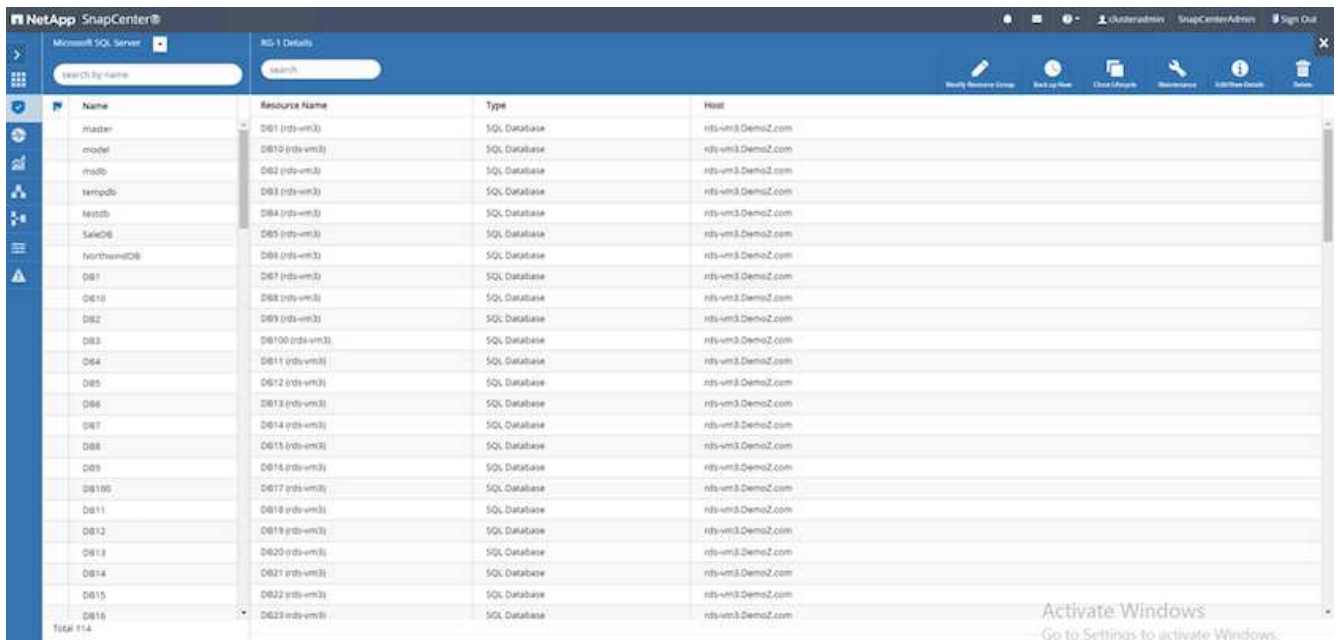 NetApp SnapCenter®
clusteradmin SnapCenterAdmin Sign Out
Microsoft SQL Server
RG-1 Details
search by name
search
Modify Resource Group Back up Now Clone Lifecycle Maintenance Edit/View Details Delete
Name Resource Name Type Host
master DB1 (rds-vm3) SQL Database rds-vm3.DemoZ.com
model DB10 (rds-vm3) SQL Database rds-vm3.DemoZ.com
msdb DB2 (rds-vm3) SQL Database rds-vm3.DemoZ.com
tempdb DB3 (rds-vm3) SQL Database rds-vm3.DemoZ.com
testdb DB4 (rds-vm3) SQL Database rds-vm3.DemoZ.com
SaleDB DB5 (rds-vm3) SQL Database rds-vm3.DemoZ.com
NorthwindDB DB6 (rds-vm3) SQL Database rds-vm3.DemoZ.com
DB1 DB7 (rds-vm3) SQL Database rds-vm3.DemoZ.com
DB10 DB8 (rds-vm3) SQL Database rds-vm3.DemoZ.com
DB2 DB9 (rds-vm3) SQL Database rds-vm3.DemoZ.com
DB3 DB100 (rds-vm3) SQL Database rds-vm3.DemoZ.com
DB4 DB11 (rds-vm3) SQL Database rds-vm3.DemoZ.com
DB5 DB12 (rds-vm3) SQL Database rds-vm3.DemoZ.com
DB6 DB13 (rds-vm3) SQL Database rds-vm3.DemoZ.com
DB7 DB14 (rds-vm3) SQL Database rds-vm3.DemoZ.com
DB8 DB15 (rds-vm3) SQL Database rds-vm3.DemoZ.com
DB9 DB16 (rds-vm3) SQL Database rds-vm3.DemoZ.com
DB100 DB17 (rds-vm3) SQL Database rds-vm3.DemoZ.com
DB11 DB18 (rds-vm3) SQL Database rds-vm3.DemoZ.com
DB12 DB19 (rds-vm3) SQL Database rds-vm3.DemoZ.com
DB13 DB20 (rds-vm3) SQL Database rds-vm3.DemoZ.com
DB14 DB21 (rds-vm3) SQL Database rds-vm3.DemoZ.com
DB15 DB22 (rds-vm3) SQL Database rds-vm3.DemoZ.com
DB16 DB23 (rds-vm3) SQL Database rds-vm3.DemoZ.com
Total 114
Activate Windows
Go to Settings to activate Windows.